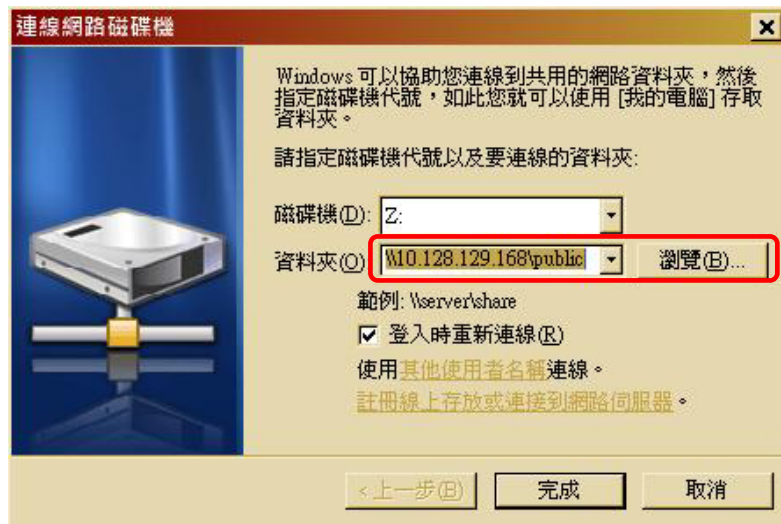 連線網路磁碟機
Windows 可以協助您連線到共用的網路資料夾,然後
指定磁碟機代號,如此您就可以使用 [我的電腦] 存取
資料夾。
請指定磁碟機代號以及要連線的資料夾:
磁碟機(D): Z:
資料夾(O) \\10.128.129.168\public 瀏覽(B)...
範例: \\server\share
登入時重新連線(R)
使用其他使用者名稱連線。
註冊線上存放或連接到網路伺服器。
<上一步(B) 完成 取消